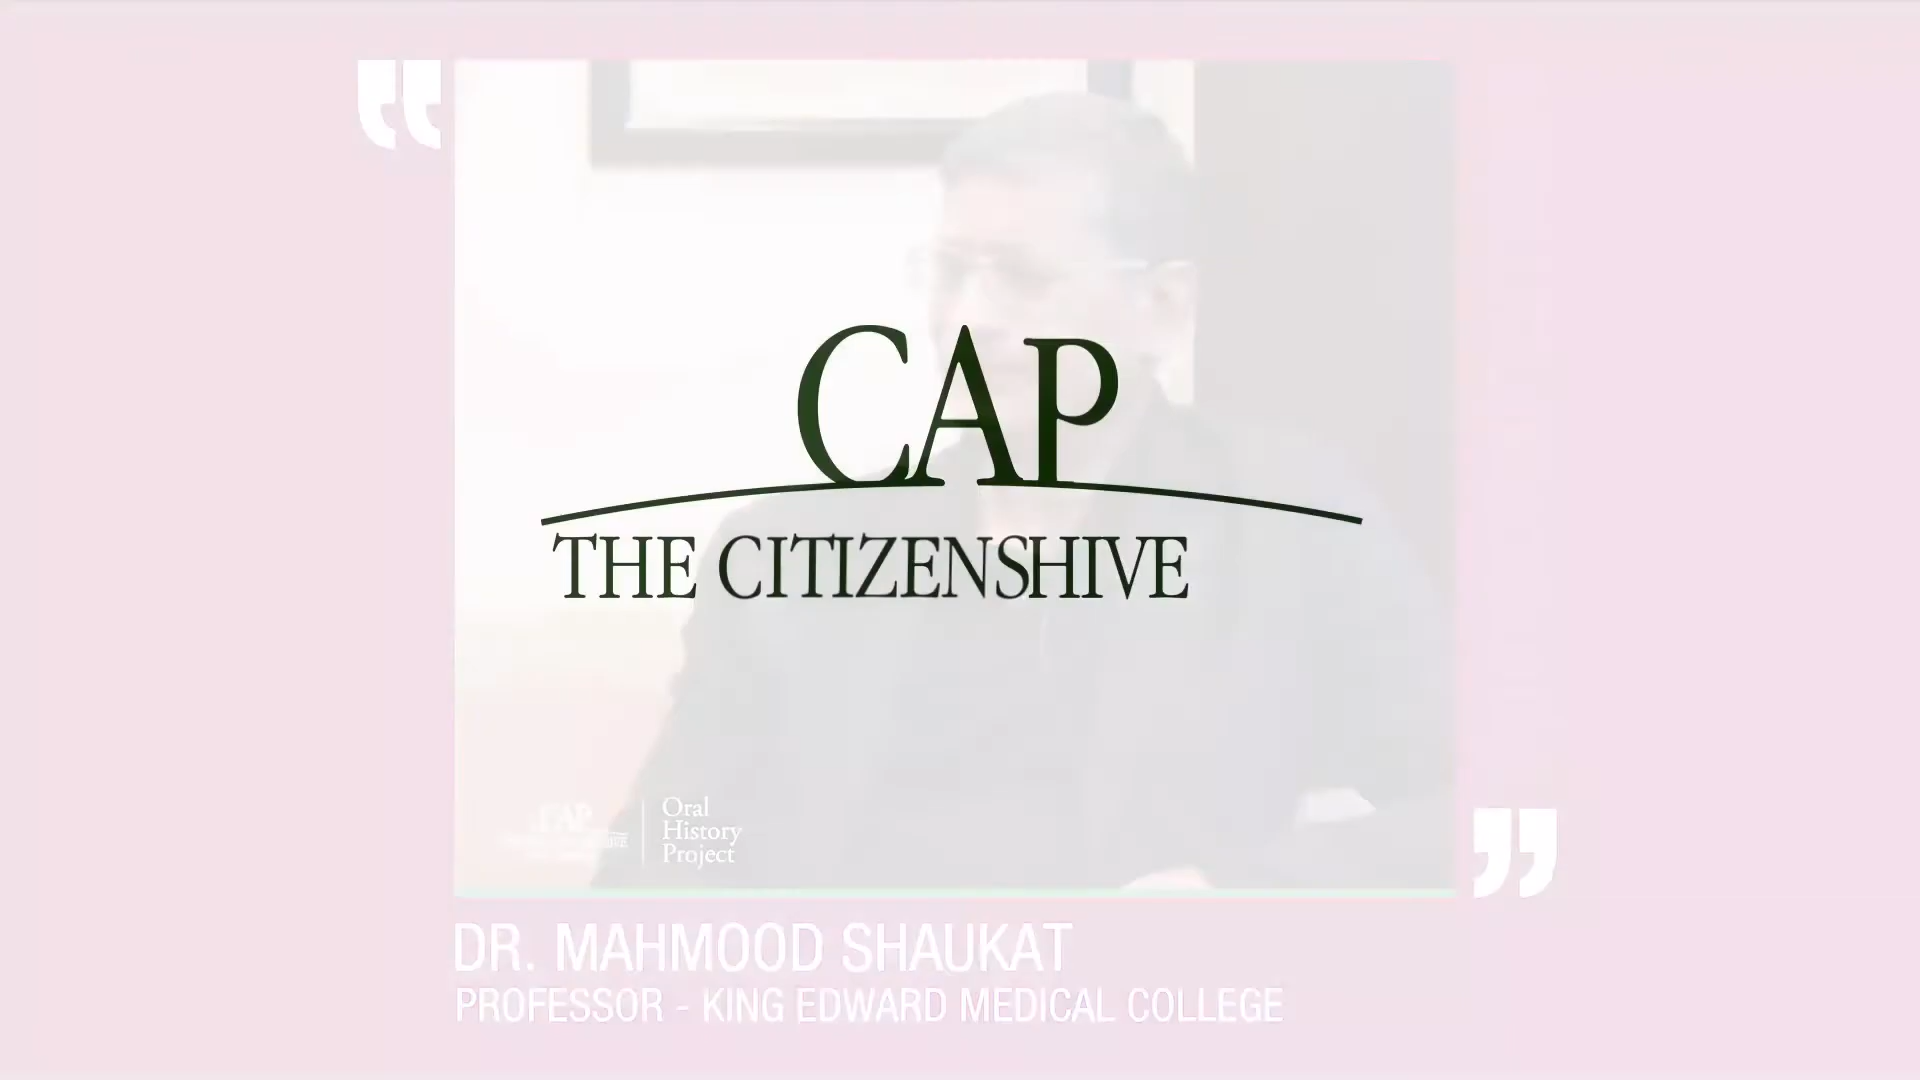 CAP
THE CITIZENSHIVE
CAP
Oral
History
Project
DR. MAHMOOD SHAUKAT
PROFESSOR - KING EDWARD MEDICAL COLLEGE